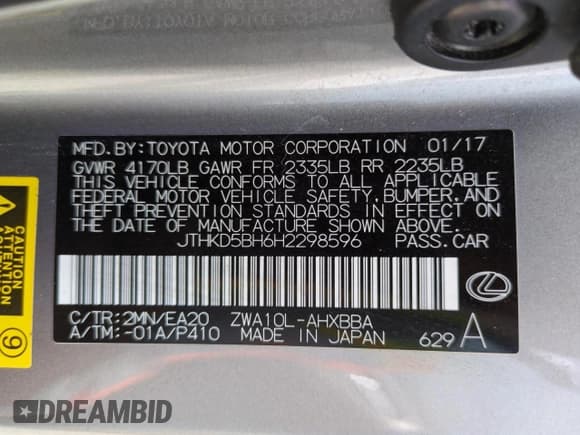 MFD. BY: TOYOTA MOTOR CORPORATION 01/17
GVWR 4170LB GAWR FR 2335LB RR 2235LB
THIS VEHICLE CONFORMS TO ALL APPLICABLE
FEDERAL MOTOR VEHICLE SAFETY, BUMPER, AND
THEFT PREVENTION STANDARDS IN EFFECT ON
THE DATE OF MANUFACTURE SHOWN ABOVE.
JTHKD5BH6H2298596 PASS. CAR
C/TR: 2MN/EA20 ZWA10L-AHXBBA
A/TM: -01A/P410 MADE IN JAPAN 629 A
9
DREAMBID